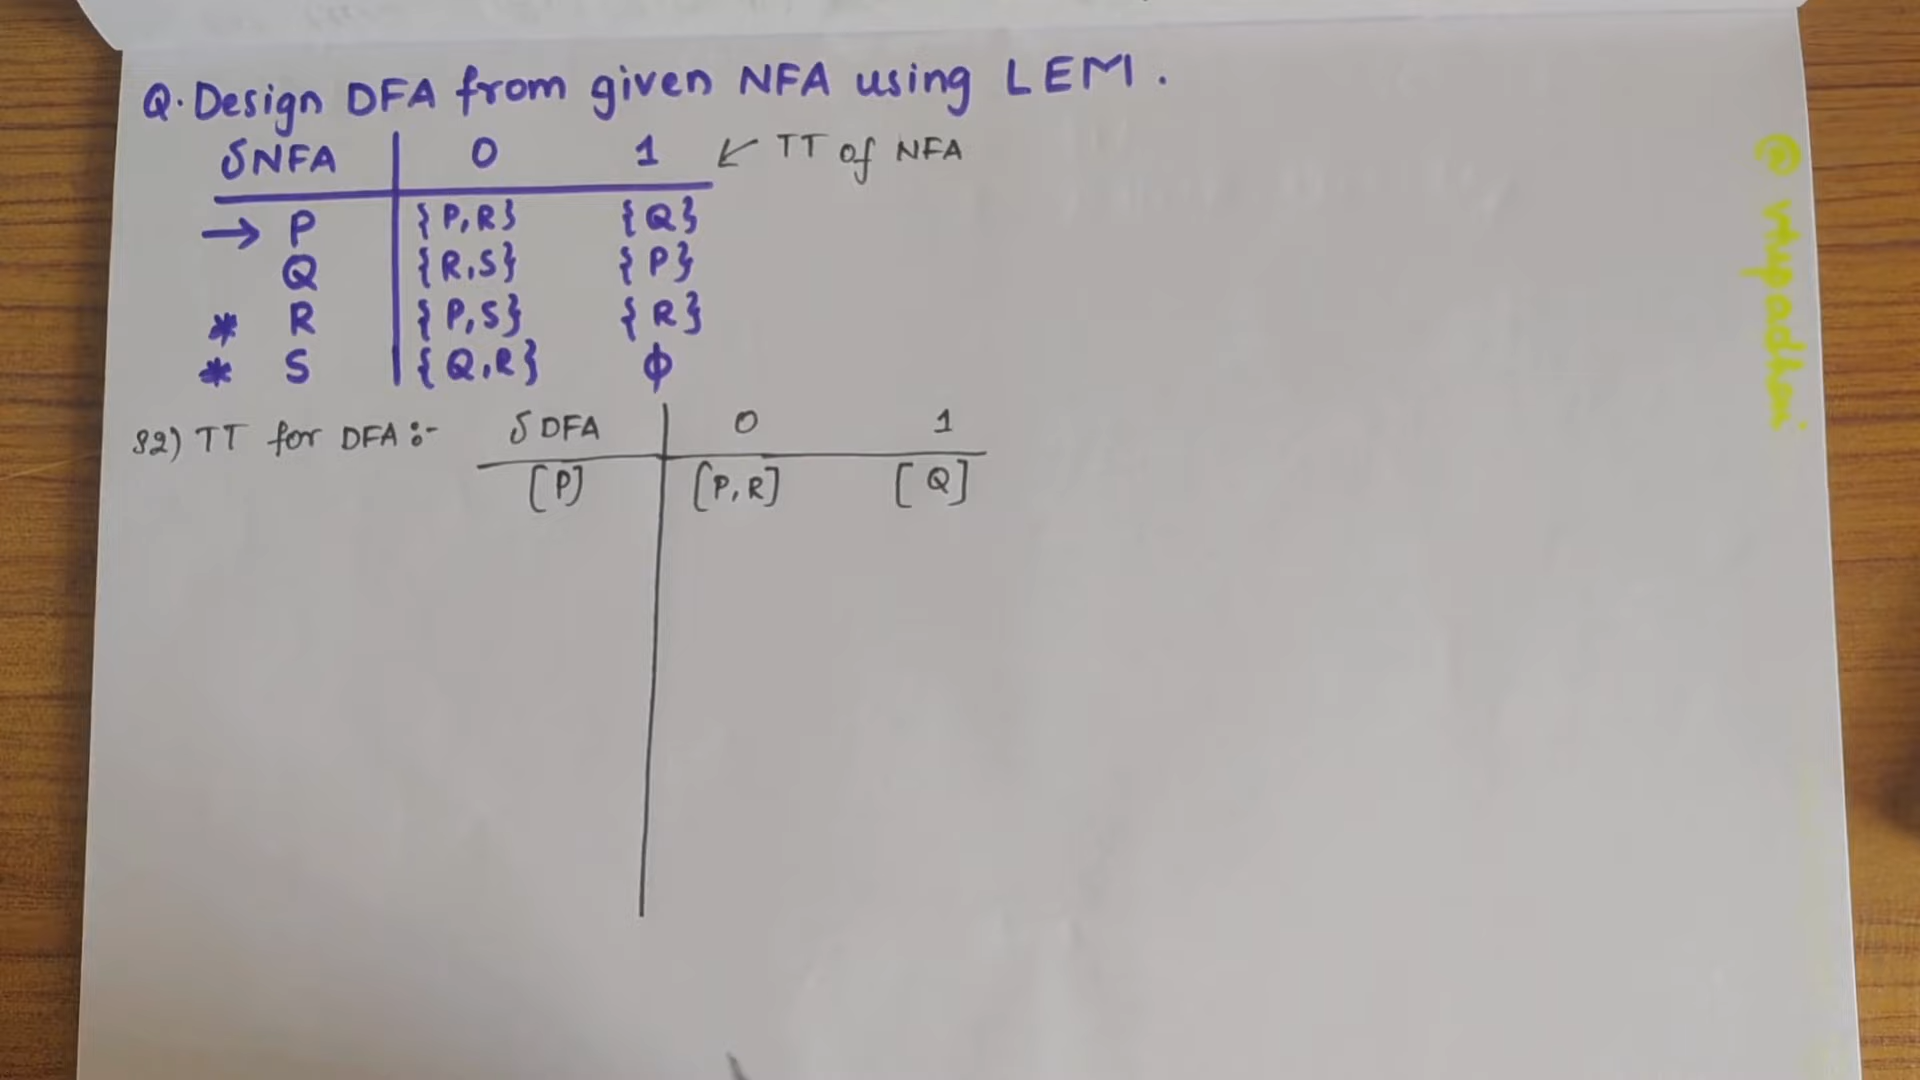 Q. Design DFA from given NFA using LEM.
δNFA 0 1 ↙ TT of NFA
→ P {P,R} {Q}
Q {R,S} {P}
* R {P,S} {R}
* S {Q,R} ϕ
S2) TT for DFA :- δDFA 0 1
[P] [P,R] [Q]
@ vtupadhai